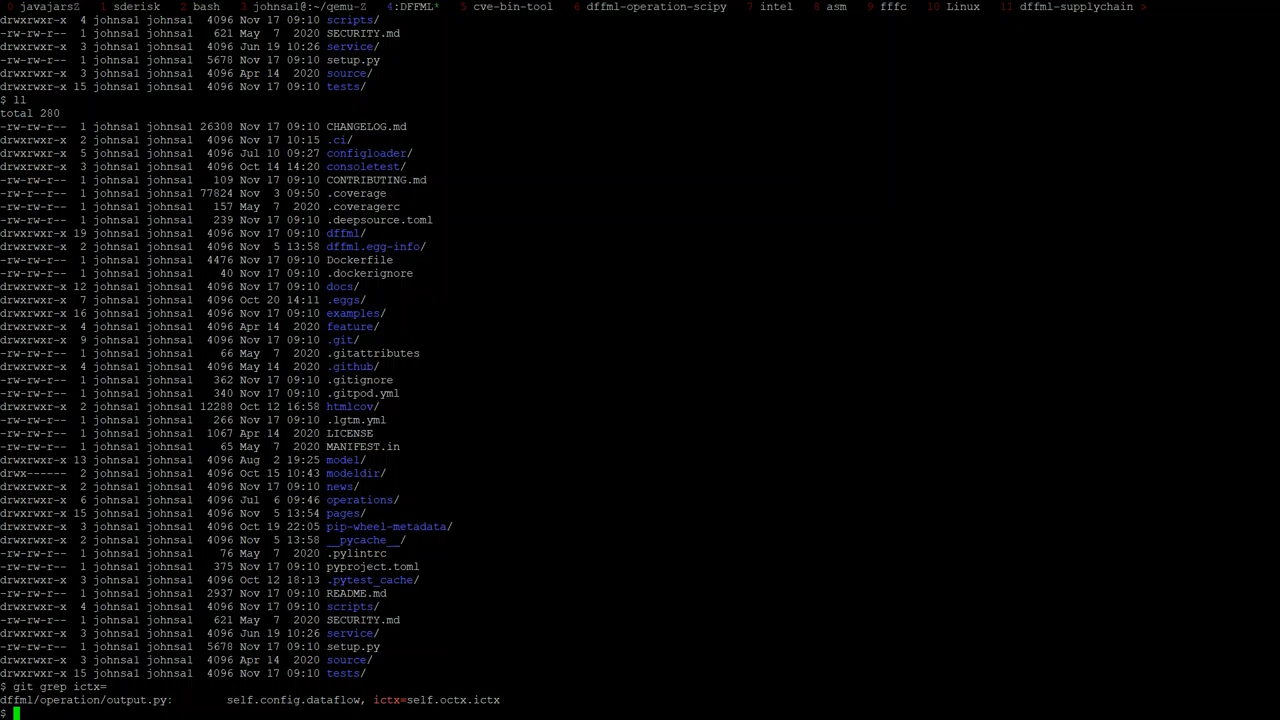 0 javajarsZ 1 sderisk 2 bash 3 johnsal@:~/qemu-Z 4:DFFML* 5 cve-bin-tool 6 dffml-operation-scipy 7 intel 8 asm 9 fffc 10 Linux 11 dffml-supplychain >
drwxrwxr-x 4 johnsal johnsal 4096 Nov 17 09:10 scripts/
-rw-rw-r-- 1 johnsal johnsal 621 May 7 2020 SECURITY.md
drwxrwxr-x 3 johnsal johnsal 4096 Jun 19 10:26 service/
-rw-rw-r-- 1 johnsal johnsal 5678 Nov 17 09:10 setup.py
drwxrwxr-x 3 johnsal johnsal 4096 Apr 14 2020 source/
drwxrwxr-x 15 johnsal johnsal 4096 Nov 17 09:10 tests/
$ ll
total 280
-rw-rw-r-- 1 johnsal johnsal 26308 Nov 17 09:10 CHANGELOG.md
drwxrwxr-x 2 johnsal johnsal 4096 Nov 17 10:15 .ci/
drwxrwxr-x 5 johnsal johnsal 4096 Jul 10 09:27 configloader/
drwxrwxr-x 3 johnsal johnsal 4096 Oct 14 14:20 consoletest/
-rw-rw-r-- 1 johnsal johnsal 109 Nov 17 09:10 CONTRIBUTING.md
-rw-r--r-- 1 johnsal johnsal 77824 Nov 3 09:50 .coverage
-rw-rw-r-- 1 johnsal johnsal 157 May 7 2020 .coveragerc
-rw-rw-r-- 1 johnsal johnsal 239 Nov 17 09:10 .deepsource.toml
drwxrwxr-x 19 johnsal johnsal 4096 Nov 17 09:10 dffml/
drwxrwxr-x 2 johnsal johnsal 4096 Nov 5 13:58 dffml.egg-info/
-rw-rw-r-- 1 johnsal johnsal 4476 Nov 17 09:10 Dockerfile
-rw-rw-r-- 1 johnsal johnsal 40 Nov 17 09:10 .dockerignore
drwxrwxr-x 12 johnsal johnsal 4096 Nov 17 09:10 docs/
drwxrwxr-x 7 johnsal johnsal 4096 Oct 20 14:11 .eggs/
drwxrwxr-x 16 johnsal johnsal 4096 Nov 17 09:10 examples/
drwxrwxr-x 4 johnsal johnsal 4096 Apr 14 2020 feature/
drwxrwxr-x 9 johnsal johnsal 4096 Nov 17 09:10 .git/
-rw-rw-r-- 1 johnsal johnsal 66 May 7 2020 .gitattributes
drwxrwxr-x 4 johnsal johnsal 4096 May 14 2020 .github/
-rw-rw-r-- 1 johnsal johnsal 362 Nov 17 09:10 .gitignore
-rw-rw-r-- 1 johnsal johnsal 340 Nov 17 09:10 .gitpod.yml
drwxrwxr-x 2 johnsal johnsal 12288 Oct 12 16:58 htmlcov/
-rw-rw-r-- 1 johnsal johnsal 266 Nov 17 09:10 .lgtm.yml
-rw-rw-r-- 1 johnsal johnsal 1067 Apr 14 2020 LICENSE
-rw-rw-r-- 1 johnsal johnsal 65 May 7 2020 MANIFEST.in
drwxrwxr-x 13 johnsal johnsal 4096 Aug 2 19:25 model/
drwx------ 2 johnsal johnsal 4096 Oct 15 10:43 modeldir/
drwxrwxr-x 2 johnsal johnsal 4096 Nov 17 09:10 news/
drwxrwxr-x 6 johnsal johnsal 4096 Jul 6 09:46 operations/
drwxrwxr-x 15 johnsal johnsal 4096 Nov 5 13:54 pages/
drwxrwxr-x 3 johnsal johnsal 4096 Oct 19 22:05 pip-wheel-metadata/
drwxrwxr-x 2 johnsal johnsal 4096 Nov 5 13:58 __pycache__/
-rw-rw-r-- 1 johnsal johnsal 76 May 7 2020 .pylintrc
-rw-rw-r-- 1 johnsal johnsal 375 Nov 17 09:10 pyproject.toml
drwxrwxr-x 3 johnsal johnsal 4096 Oct 12 18:13 .pytest_cache/
-rw-rw-r-- 1 johnsal johnsal 2937 Nov 17 09:10 README.md
drwxrwxr-x 4 johnsal johnsal 4096 Nov 17 09:10 scripts/
-rw-rw-r-- 1 johnsal johnsal 621 May 7 2020 SECURITY.md
drwxrwxr-x 3 johnsal johnsal 4096 Jun 19 10:26 service/
-rw-rw-r-- 1 johnsal johnsal 5678 Nov 17 09:10 setup.py
drwxrwxr-x 3 johnsal johnsal 4096 Apr 14 2020 source/
drwxrwxr-x 15 johnsal johnsal 4096 Nov 17 09:10 tests/
$ git grep ictx=
dffml/operation/output.py: self.config.dataflow, ictx=self.octx.ictx
$